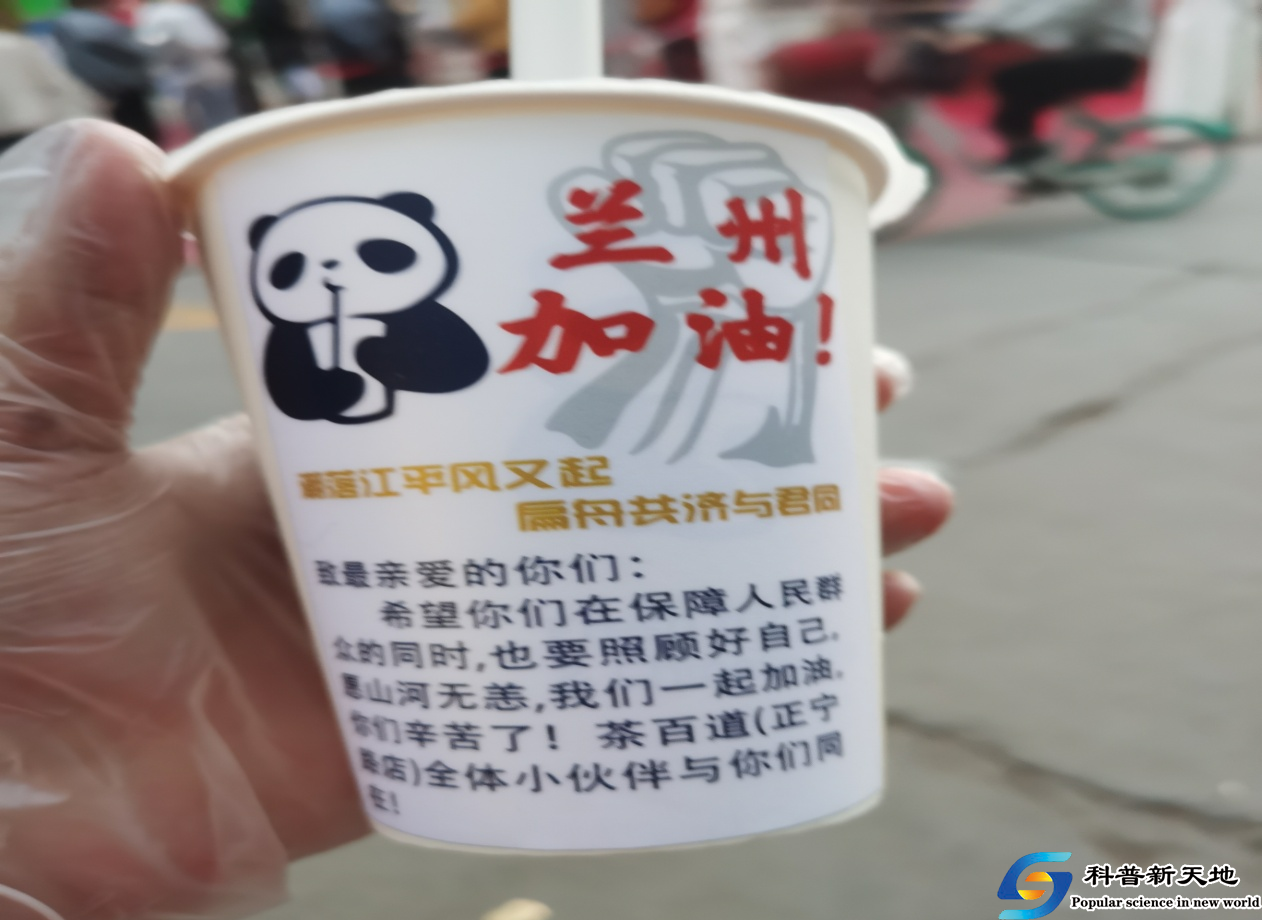 兰州
加油!
潮落江平风又起
扁舟共济与君同
致最亲爱的你们:
希望你们在保障人民群
众的同时,也要照顾好自己,
愿山河无恙,我们一起加油,
你们辛苦了! 茶百道(正宁
路店)全体小伙伴与你们同
在!
科普新天地
Popular science in new world